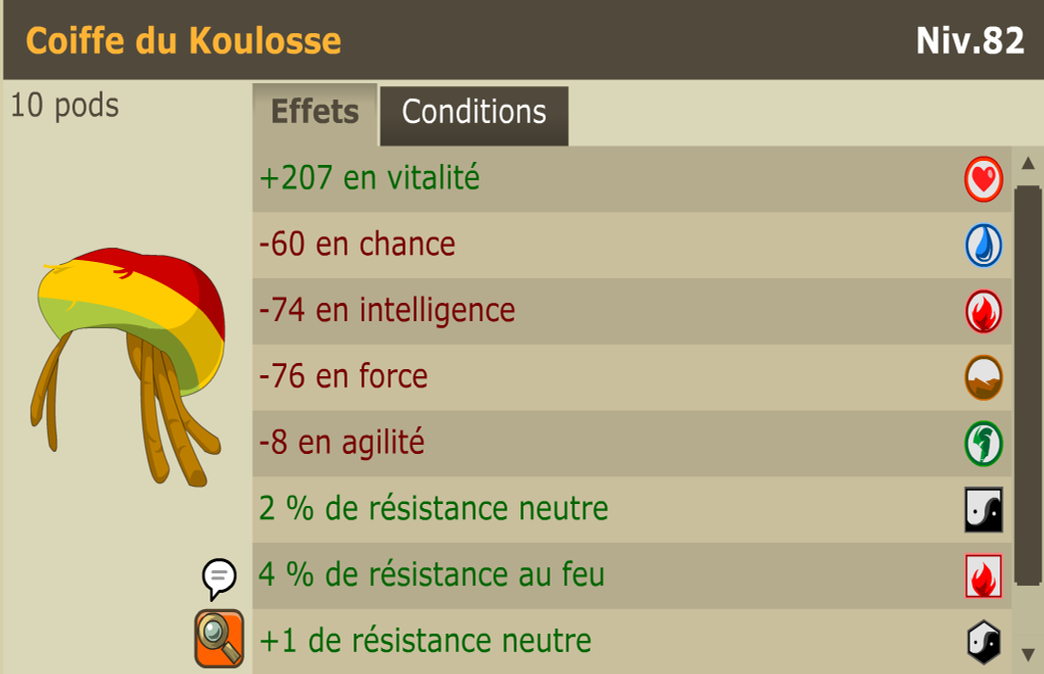 Coiffe du Koulosse
Niv.82
10 pods
Effets
Conditions
+207 en vitalité
-60 en chance
-74 en intelligence
-76 en force
-8 en agilité
2 % de résistance neutre
4 % de résistance au feu
+1 de résistance neutre